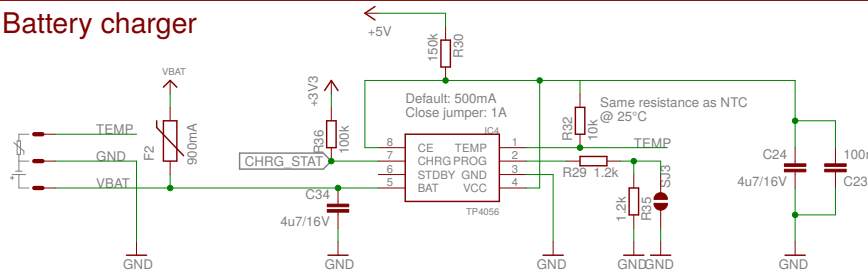 Battery charger
+5V
150k
R30
VBAT
+3V3
Default: 500mA
Close jumper: 1A
Same resistance as NTC
@ 25°C
IC4
R32
10k
TEMP
F2
900mA
R36
100k
8 CE TEMP 1
TEMP
GND
CHRG_STAT
7 CHRG PROG 2
6 STDBY GND 3
5 BAT VCC 4
TP4056
R29 1.2k
SJ3
1.2k
R35
C24
4u7/16V
100n
C23
VBAT
C34
4u7/16V
GND
GND
GND
GND
GND
GND